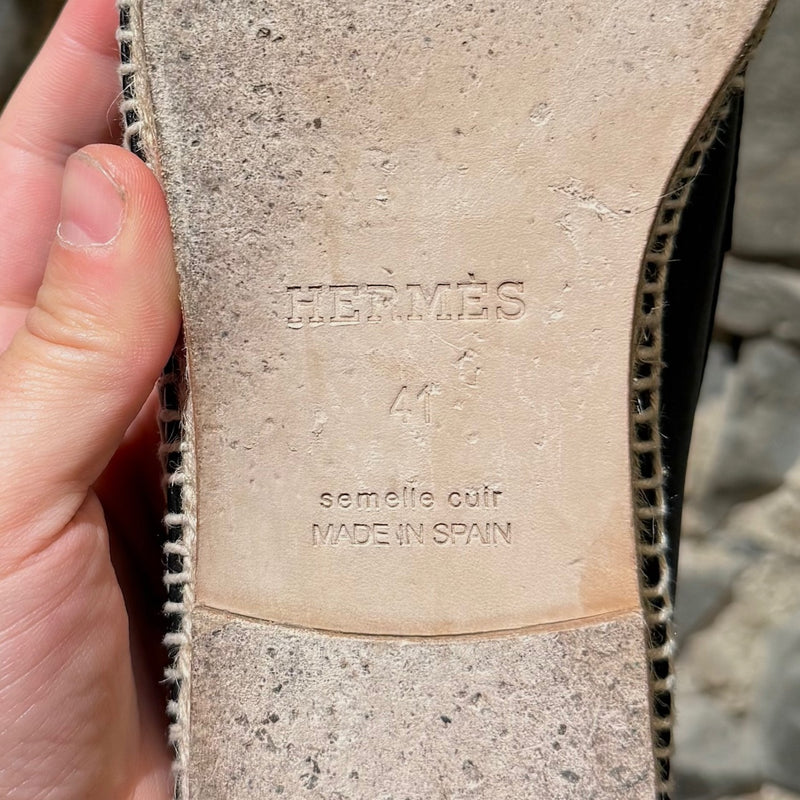 HERMÈS
41
semelle cuir
MADE IN SPAIN